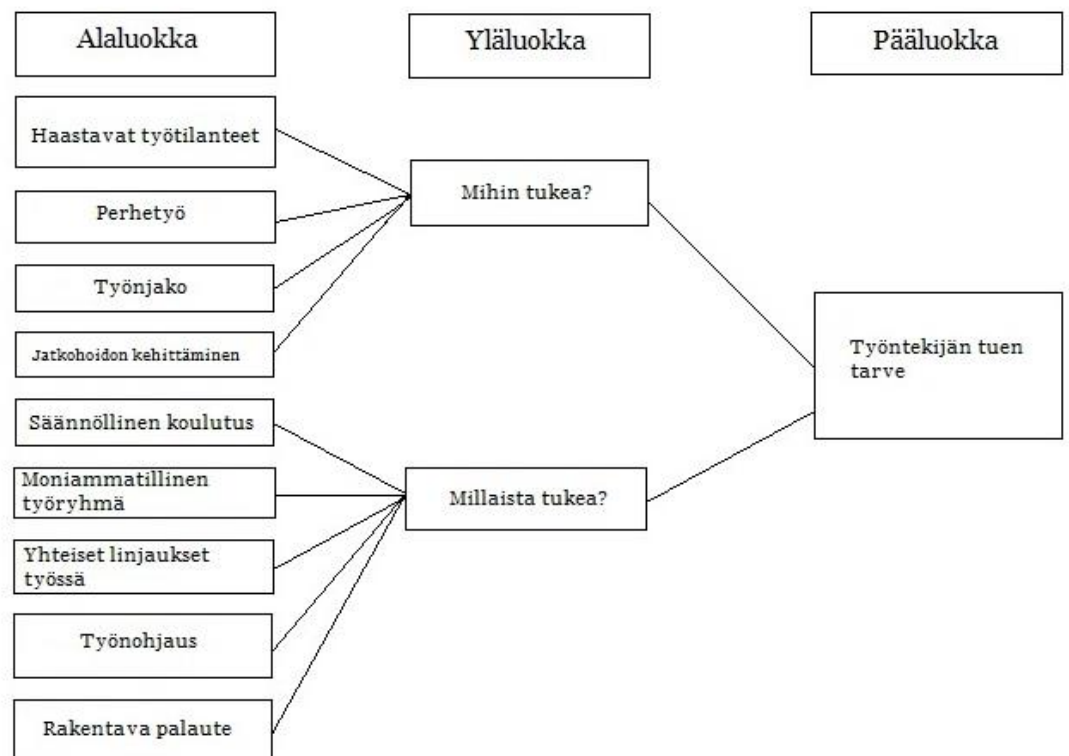 Alaluokka
Yläluokka
Pääluokka
Haastavat työtilanteet
Perhetyö
Työnjako
Jatkohoidon kehittäminen
Säännöllinen koulutus
Moniammatillinen
työryhmä
Yhteiset linjaukset
työssä
Työnohjaus
Rakentava palaute
Mihin tukea?
Millaista tukea?
Työntekijän tuen
tarve